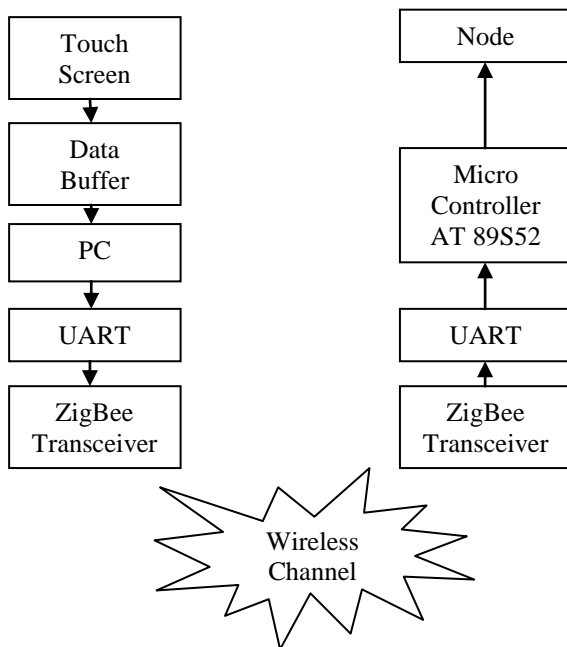 Touch
Screen
Data
Buffer
PC
UART
ZigBee
Transceiver
Node
Micro
Controller
AT 89S52
UART
ZigBee
Transceiver
Wireless
Channel